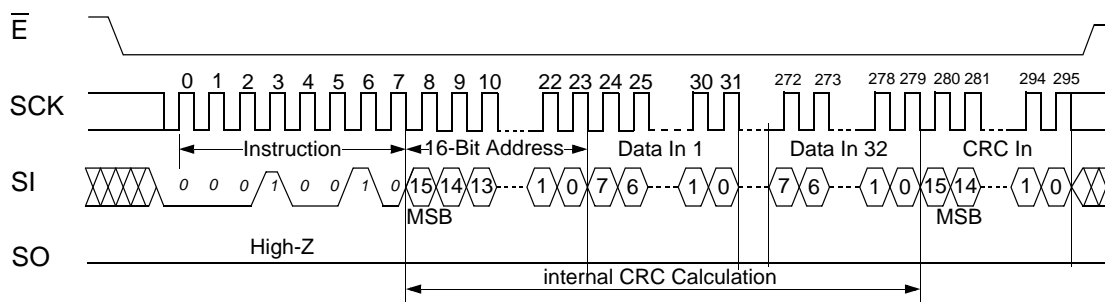 E
SCK
0 1 2 3 4 5 6 7 8 9 10 22 23 24 25 30 31 272 273 278 279 280 281 294 295
Instruction 16-Bit Address Data In 1 Data In 32 CRC In
SI
0 0 0 1 0 0 1 0 15 14 13 1 0 7 6 1 0 7 6 1 0 15 14 1 0
MSB MSB
High-Z
SO
internal CRC Calculation